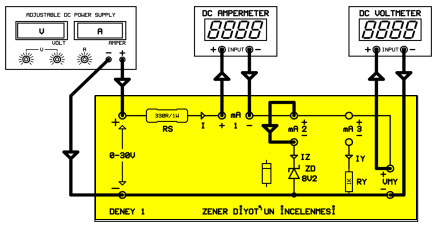 ADJUSTABLE DC POWER SUPPLY
V A
VOLT AMPER
V A
- +
DC AMPERMETER
8888
+ INPUT -
DC VOLTMETER
8888
+ INPUT -
+ 330R/1W mA mA 2 mA 3
RS I + 1 - + - + -
0-30V
IZ IY
ZD
8V2
1K RY
+
VMY
-
-
DENEY 1 ZENER DİYOT'UN İNCELENMESİ